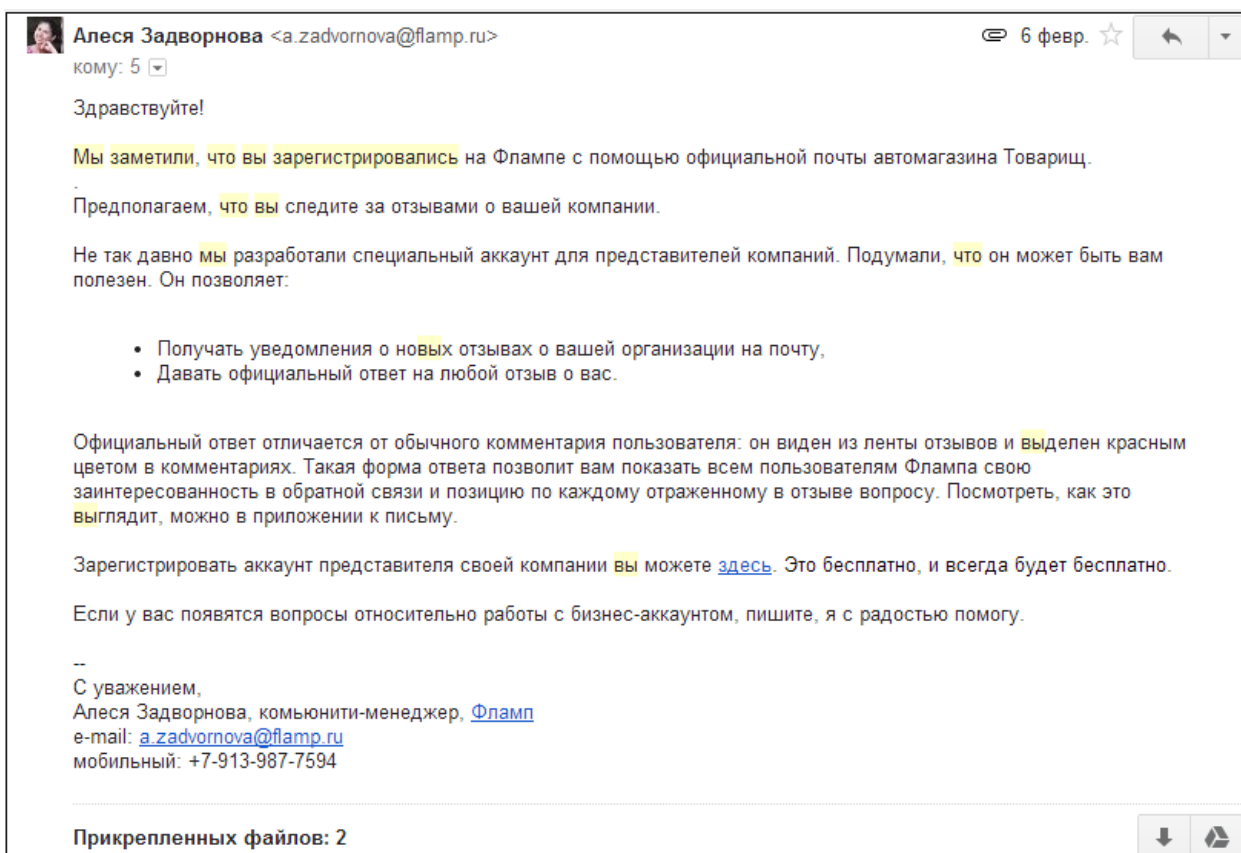 Алеся Задворнова <a.zadvornova@flamp.ru>
6 февр.
кому: 5
Здравствуйте!
Мы заметили, что вы зарегистрировались на Флампе с помощью официальной почты автомагазина Товарищ.
.
Предполагаем, что вы следите за отзывами о вашей компании.
Не так давно мы разработали специальный аккаунт для представителей компаний. Подумали, что он может быть вам
полезен. Он позволяет:
• Получать уведомления о новых отзывах о вашей организации на почту,
• Давать официальный ответ на любой отзыв о вас.
Официальный ответ отличается от обычного комментария пользователя: он виден из ленты отзывов и выделен красным
цветом в комментариях. Такая форма ответа позволит вам показать всем пользователям Флампа свою
заинтересованность в обратной связи и позицию по каждому отраженному в отзыве вопросу. Посмотреть, как это
выглядит, можно в приложении к письму.
Зарегистрировать аккаунт представителя своей компании вы можете здесь. Это бесплатно, и всегда будет бесплатно.
Если у вас появятся вопросы относительно работы с бизнес-аккаунтом, пишите, я с радостью помогу.
--
С уважением,
Алеся Задворнова, комьюнити-менеджер, Фламп
e-mail: a.zadvornova@flamp.ru
мобильный: +7-913-987-7594
Прикрепленных файлов: 2